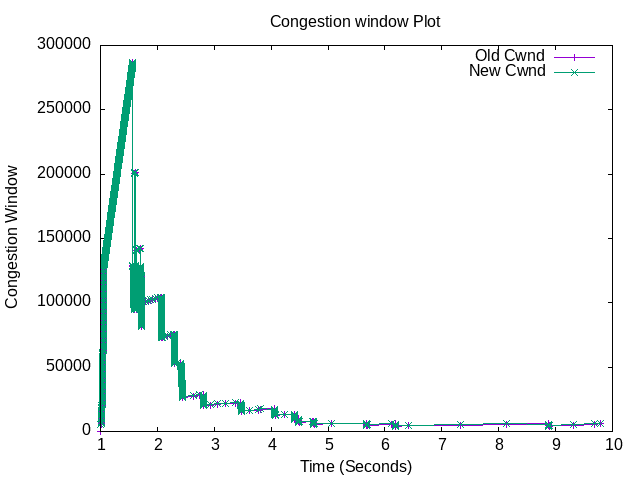 Congestion window Plot
300000
250000
200000
150000
100000
50000
0
Congestion Window
Old Cwnd
New Cwnd
1 2 3 4 5 6 7 8 9 10
Time (Seconds)